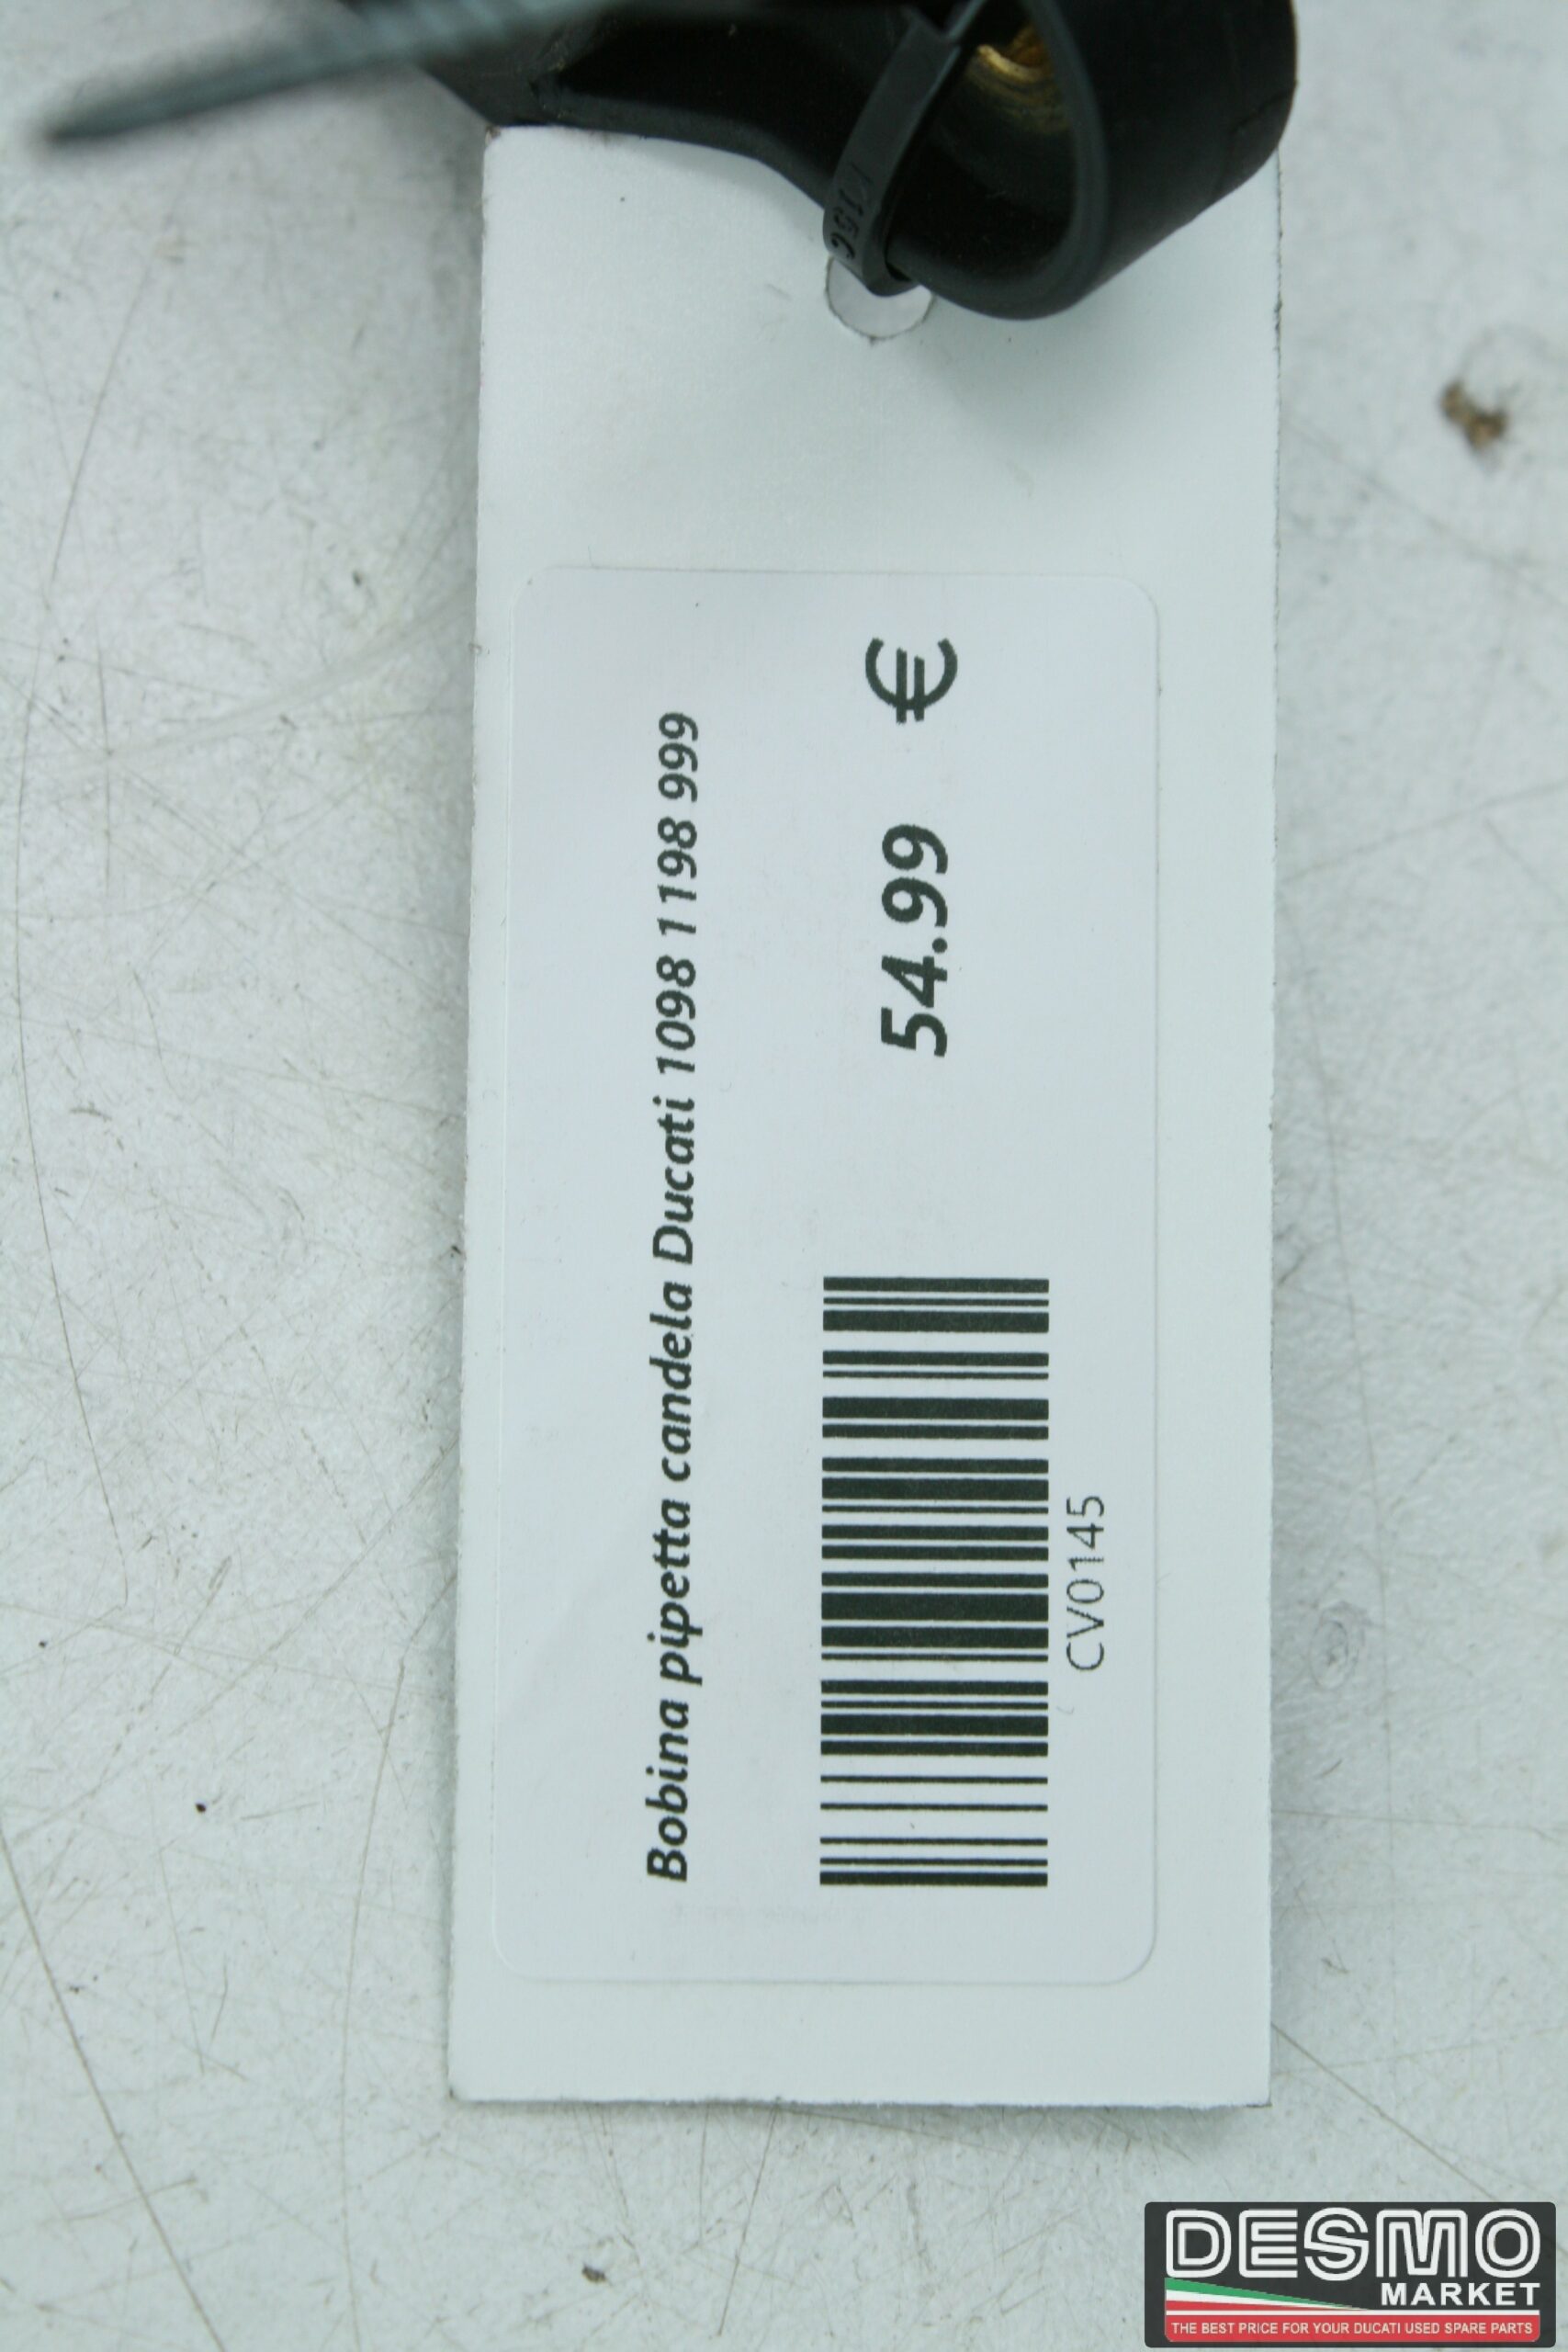 Bobina pipetta candela Ducati 1098 1198 999
54.99 €
CV0145
DESMO
MARKET
THE BEST PRICE FOR YOUR DUCATI USED SPARE PARTS